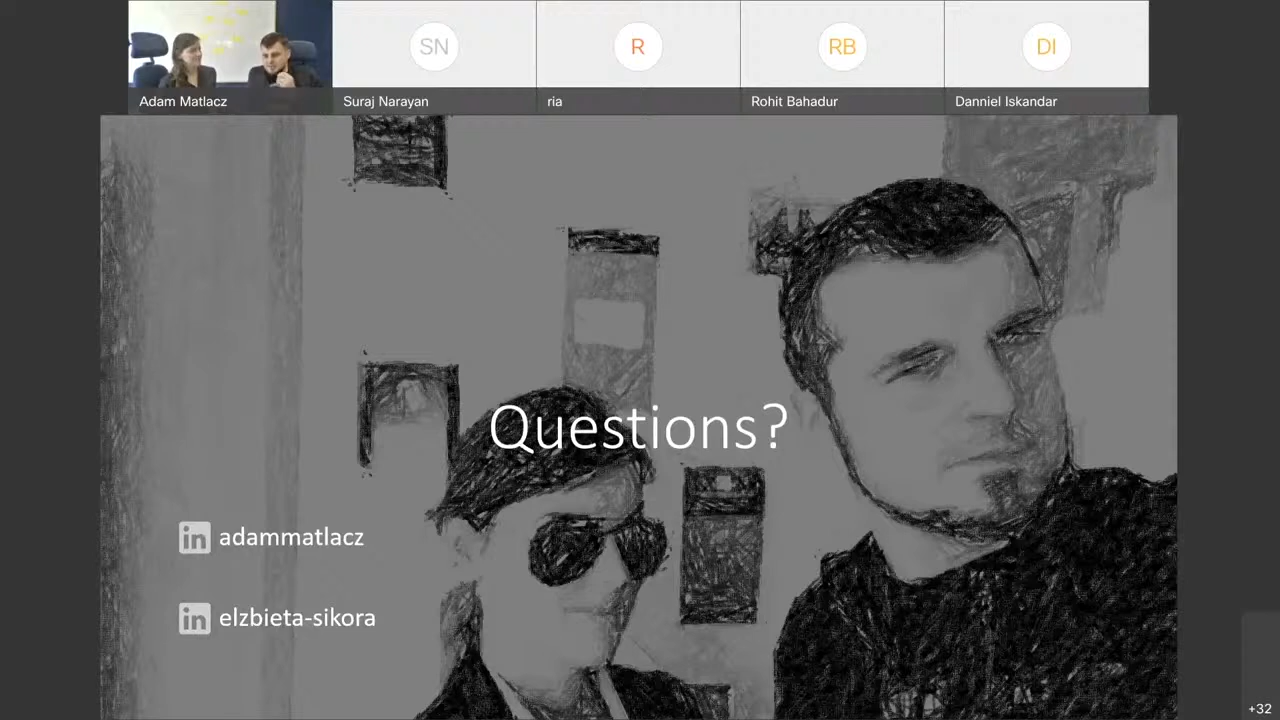 SN
R
RB
DI
Adam Matlacz
Suraj Narayan
ria
Rohit Bahadur
Danniel Iskandar
Questions?
in adammatlacz
in elzbieta-sikora
+32